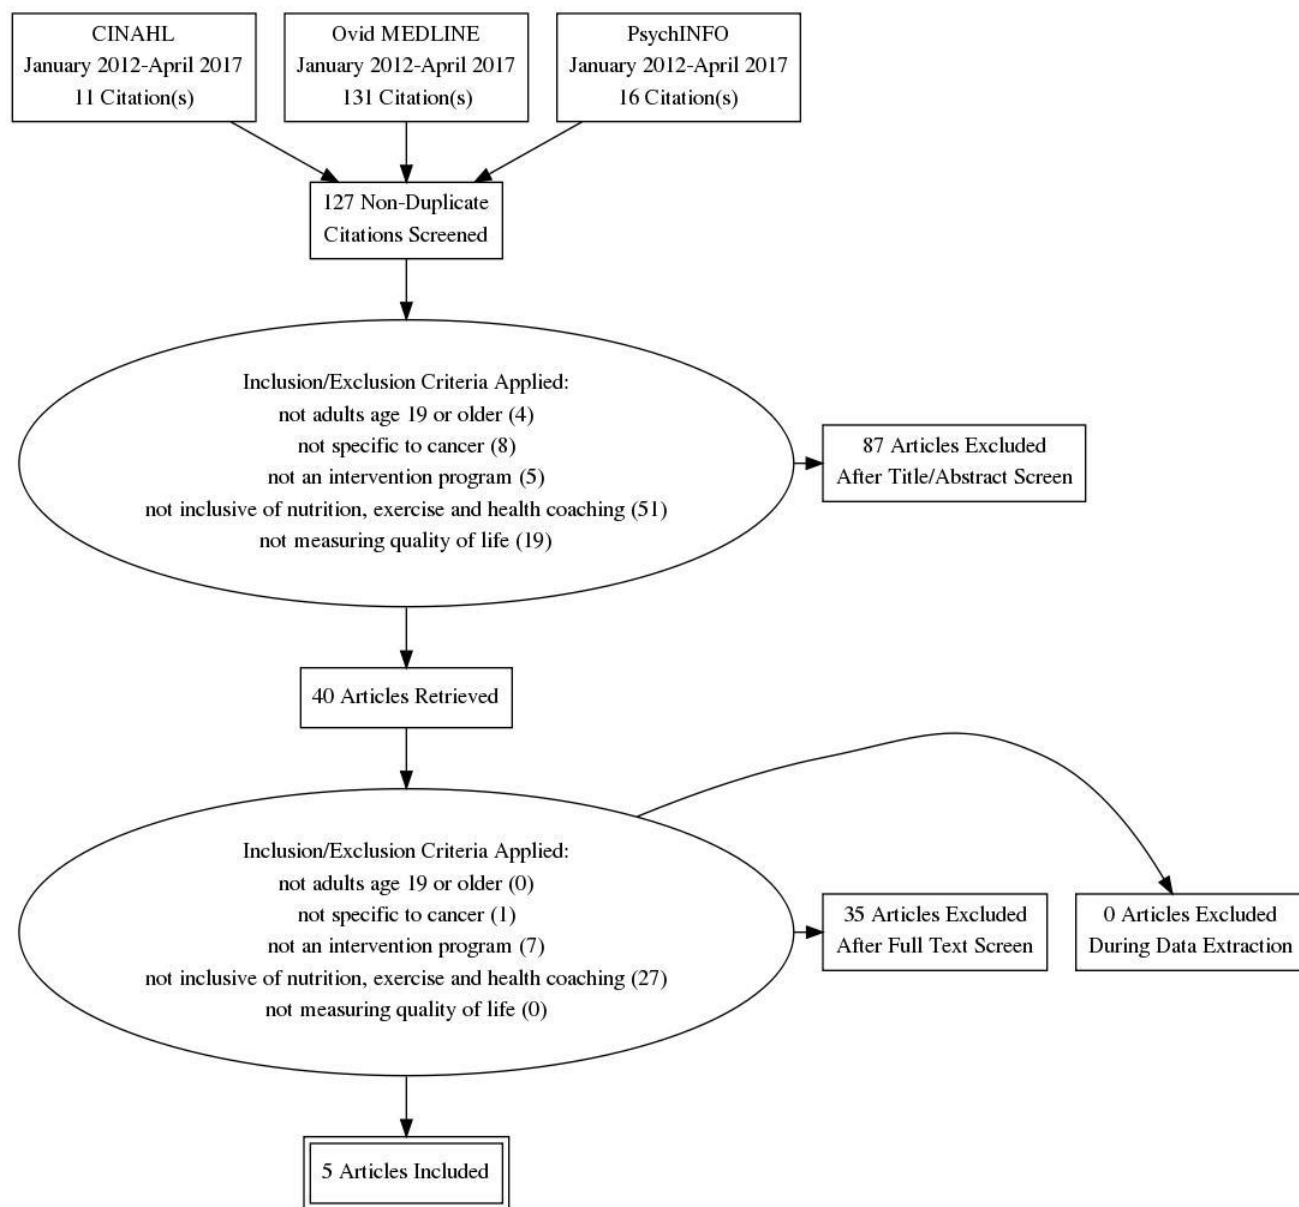 CINAHL
January 2012-April 2017
11 Citation(s)
Ovid MEDLINE
January 2012-April 2017
131 Citation(s)
PsychINFO
January 2012-April 2017
16 Citation(s)
127 Non-Duplicate
Citations Screened
Inclusion/Exclusion Criteria Applied:
not adults age 19 or older (4)
not specific to cancer (8)
not an intervention program (5)
not inclusive of nutrition, exercise and health coaching (51)
not measuring quality of life (19)
87 Articles Excluded
After Title/Abstract Screen
40 Articles Retrieved
Inclusion/Exclusion Criteria Applied:
not adults age 19 or older (0)
not specific to cancer (1)
not an intervention program (7)
not inclusive of nutrition, exercise and health coaching (27)
not measuring quality of life (0)
35 Articles Excluded
After Full Text Screen
0 Articles Excluded
During Data Extraction
5 Articles Included